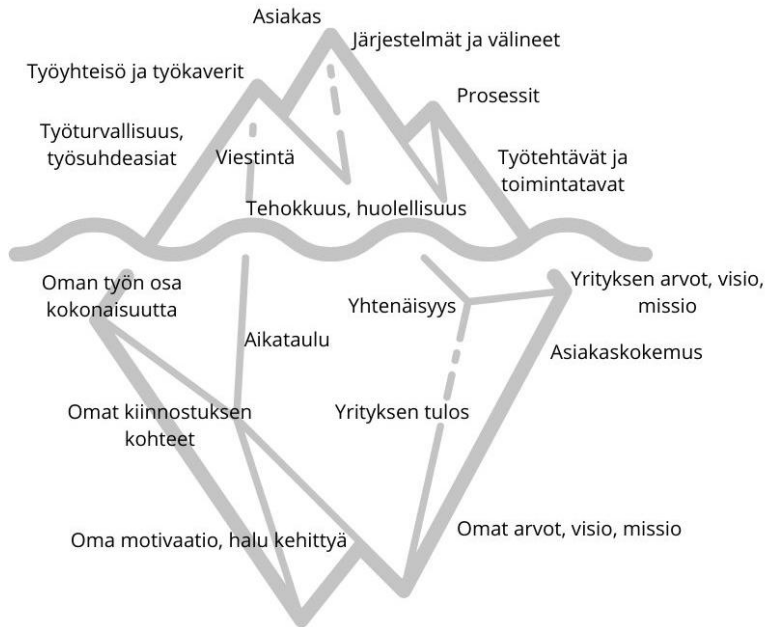 Asiakas
Järjestelmät ja välineet
Työyhteisö ja työkaverit
Prosessit
Työturvallisuus,
työsuhdeasiat
Viestintä
Työtehtävät ja
toimintatavat
Tehokkuus, huolellisuus
Oman työn osa
kokonaisuutta
Yhtenäisyys
Yrityksen arvot, visio,
missio
Aikataulu
Asiakaskokemus
Omat kiinnostuksen
kohteet
Yrityksen tulos
Oma motivaatio, halu kehittyä
Omat arvot, visio, missio